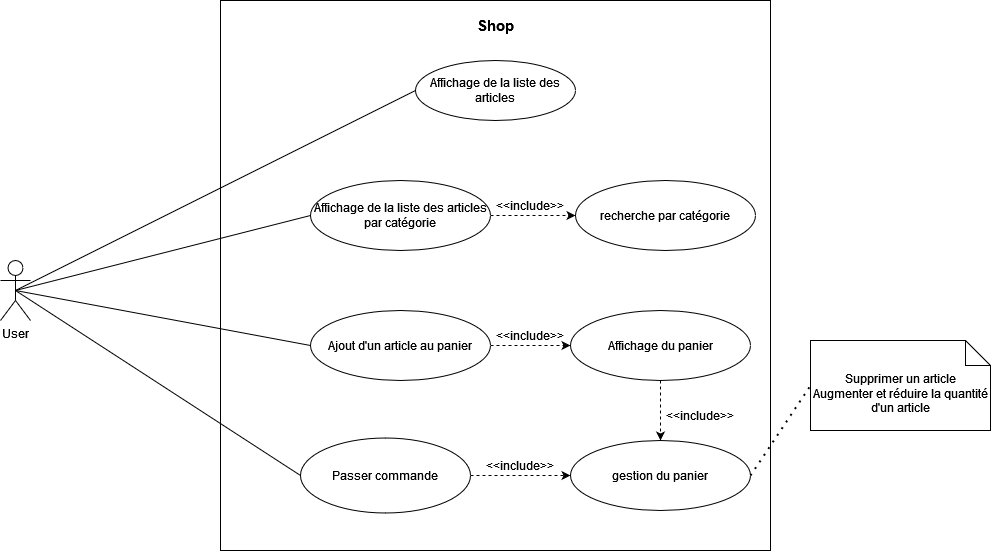 Shop
Affichage de la liste des
articles
Affichage de la liste des articles
par catégorie
<<include>>
recherche par catégorie
User
Ajout d'un article au panier
<<include>>
Affichage du panier
<<include>>
Supprimer un article
Augmenter et réduire la quantité
d'un article
Passer commande
<<include>>
gestion du panier